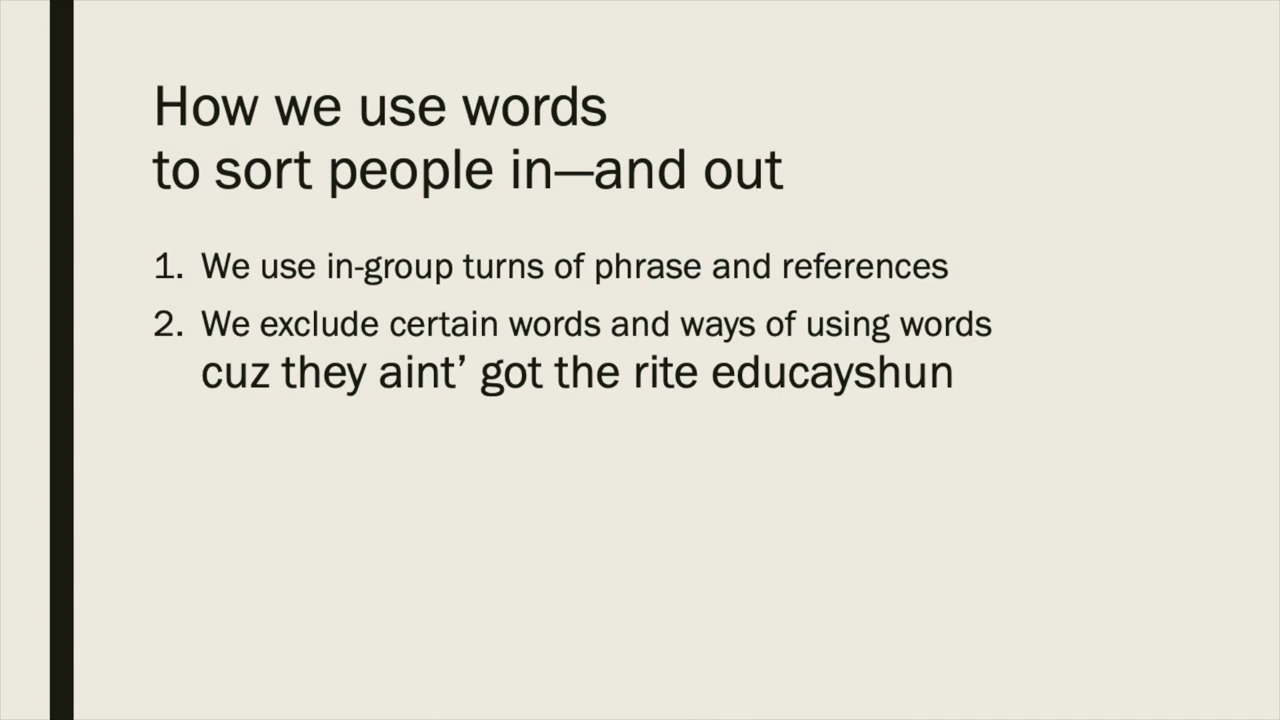 How we use words
to sort people in—and out
1. We use in-group turns of phrase and references
2. We exclude certain words and ways of using words
cuz they aint’ got the rite educayshun